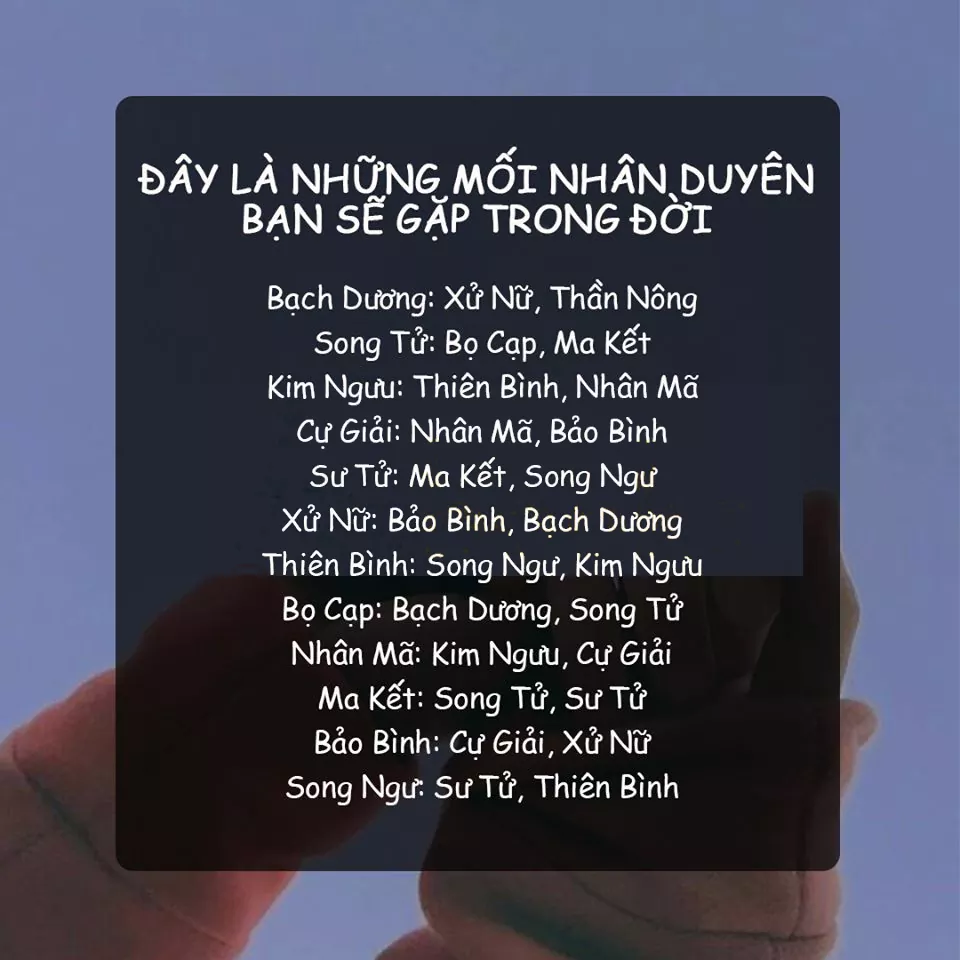 ĐÂY LÀ NHỮNG MỐI NHÂN DUYÊN
BẠN SẼ GẶP TRONG ĐỜI
Bạch Dương: Xử Nữ, Thần Nông
Song Tử: Bọ Cạp, Ma Kết
Kim Ngưu: Thiên Bình, Nhân Mã
Cự Giải: Nhân Mã, Bảo Bình
Sư Tử: Ma Kết, Song Ngư
Xử Nữ: Bảo Bình, Bạch Dương
Thiên Bình: Song Ngư, Kim Ngưu
Bọ Cạp: Bạch Dương, Song Tử
Nhân Mã: Kim Ngưu, Cự Giải
Ma Kết: Song Tử, Sư Tử
Bảo Bình: Cự Giải, Xử Nữ
Song Ngư: Sư Tử, Thiên Bình